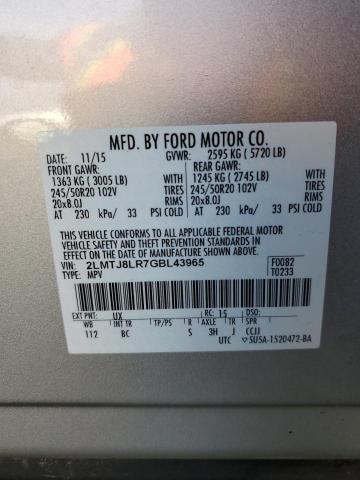 MFD. BY FORD MOTOR CO.
DATE: 11/15 GVWR: 2595 KG ( 5720 LB)
FRONT GAWR: REAR GAWR:
1363 KG ( 3005 LB) WITH 1245 KG ( 2745 LB) WITH
245/50R20 102V TIRES 245/50R20 102V TIRES
20x8.0J RIMS 20x8.0J RIMS
AT 230 kPa/ 33 PSI COLD AT 230 kPa/ 33 PSI COLD
THIS VEHICLE CONFORMS TO ALL APPLICABLE FEDERAL MOTOR
VEHICLE SAFETY STANDARDS IN EFFECT ON THE DATE OF MANUFACTURE
SHOWN ABOVE.
VIN: 2LMTJ8LR7GBL43965 F0082
TYPE: MPV T0233
EXT PNT: UX RC: 15 DSO:
WB INT TR TP/PS R AXLE TR SPR
112 BC S 3H J CCJJ
UTC 5U5A-1520472-BA